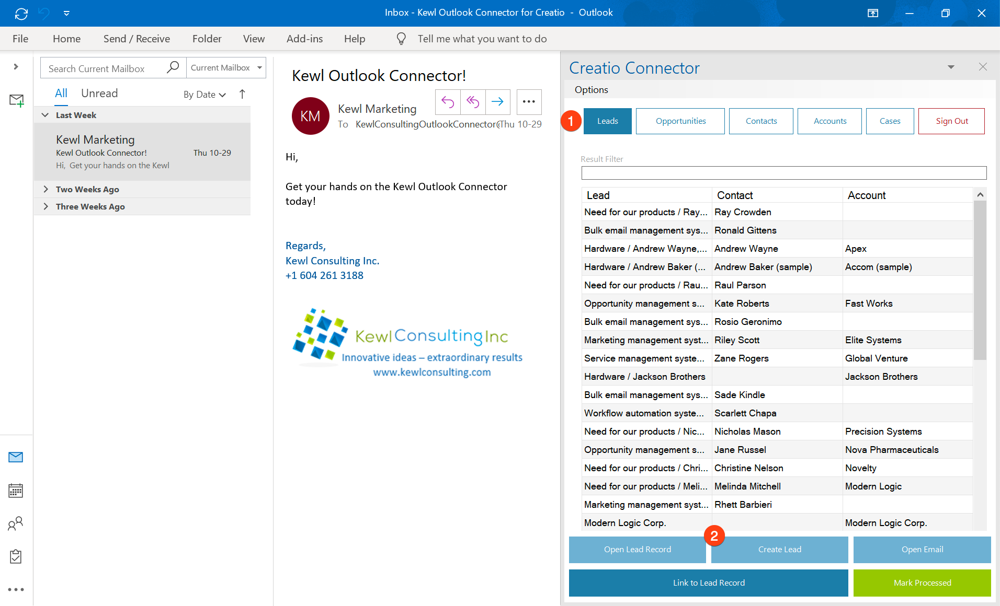 Inbox - Kewl Outlook Connector for Creatio - Outlook
File Home Send / Receive Folder View Add-ins Help Tell me what you want to do
Search Current Mailbox Current Mailbox
All Unread By Date
Last Week
Kewl Marketing
Kewl Outlook Connector! Thu 10-29
Hi, Get your hands on the Kewl
Two Weeks Ago
Three Weeks Ago
Kewl Outlook Connector!
KM
Kewl Marketing
To KewlConsultingOutlookConnector Thu 10-29
Hi,
Get your hands on the Kewl Outlook Connector
today!
Regards,
Kewl Consulting Inc.
+1 604 261 3188
Kewl Consulting Inc
Innovative ideas – extraordinary results
www.kewlconsulting.com
Creatio Connector
Options
1 Leads Opportunities Contacts Accounts Cases Sign Out
Result Filter
Lead Contact Account
Need for our products / Ray... Ray Crowden
Bulk email management sys... Ronald Gittens
Hardware / Andrew Wayne,... Andrew Wayne Apex
Hardware / Andrew Baker (... Andrew Baker (sample) Accom (sample)
Need for our products / Rau... Raul Parson
Opportunity management s... Kate Roberts Fast Works
Bulk email management sys... Rosio Geronimo
Marketing management syst... Riley Scott Elite Systems
Service management syste... Zane Rogers Global Venture
Hardware / Jackson Brothers Jackson Brothers
Bulk email management sys... Sade Kindle
Workflow automation syste... Scarlett Chapa
Need for our products / Nic... Nicholas Mason Precision Systems
Opportunity management s... Jane Russel Nova Pharmaceuticals
Need for our products / Chri... Christine Nelson Novelty
Need for our products / Meli... Melinda Mitchell Modern Logic
Marketing management syst... Rhett Barbieri
Modern Logic Corp. Modern Logic Corp.
2
Open Lead Record Create Lead Open Email
Link to Lead Record Mark Processed